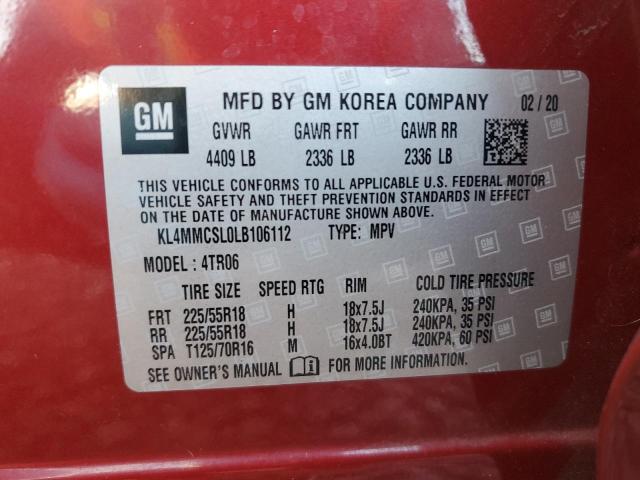 GM MFD BY GM KOREA COMPANY 02/20
GVWR GAWR FRT GAWR RR
4409 LB 2336 LB 2336 LB
THIS VEHICLE CONFORMS TO ALL APPLICABLE U.S. FEDERAL MOTOR
VEHICLE SAFETY AND THEFT PREVENTION STANDARDS IN EFFECT ON
THE DATE OF MANUFACTURE SHOWN ABOVE.
KL4MMCSL0LB106112 TYPE: MPV
MODEL: 4TR06
TIRE SIZE SPEED RTG RIM COLD TIRE PRESSURE
FRT 225/55R18 H 18x7.5J 240KPA, 35 PSI
RR 225/55R18 H 18x7.5J 240KPA, 35 PSI
SPA T125/70R16 M 16x4.0BT 420KPA, 60 PSI
SEE OWNER'S MANUAL FOR MORE INFORMATION